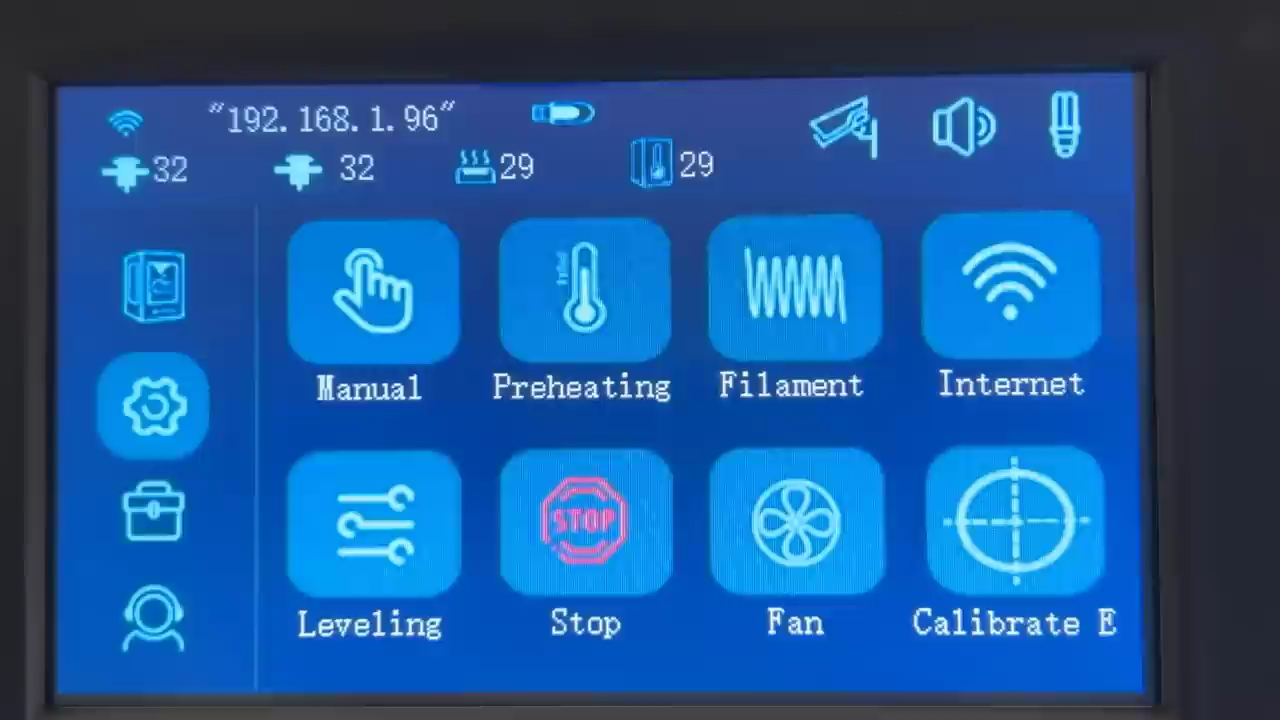 "192.168.1.96"
32 32 29 29
Manual Preheating Filament Internet
STOP
Leveling Stop Fan Calibrate E